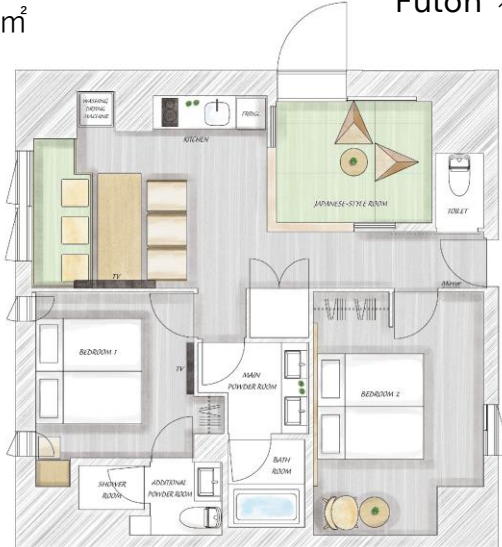 ㎡
Futon
WASHING
DRYING
MACHINE
FRIDGE
KITCHEN
JAPANESE-STYLE ROOM
TOILET
TV
Mirror
BEDROOM 1
TV
MAIN
POWDER ROOM
BEDROOM 2
BATH
ROOM
SHOWER
ROOM
ADDITIONAL
POWDER ROOM